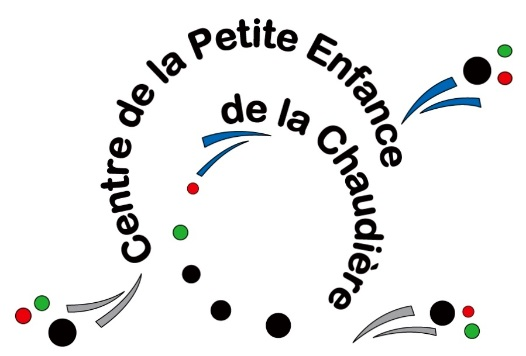 Centre de la Petite Enfance
de la Chaudière